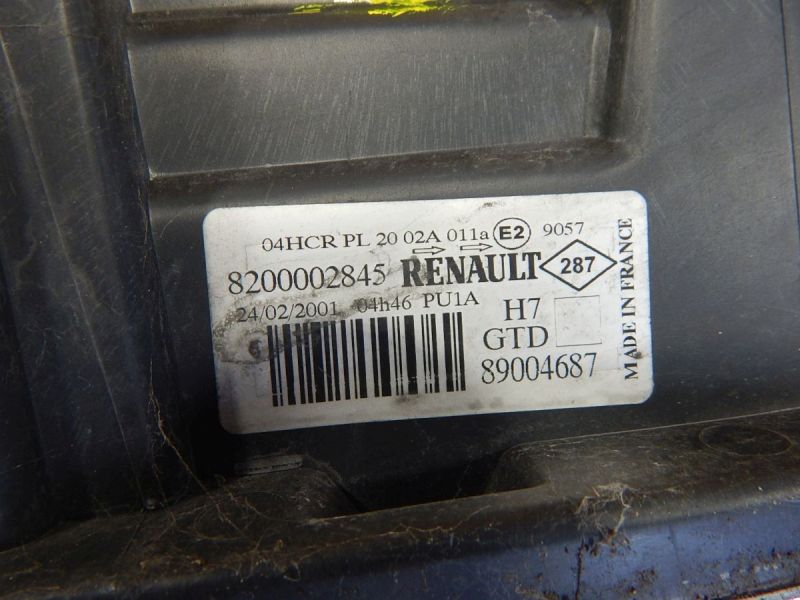 04HCR PL 20 02A 011a E2 9057
8200002845 RENAULT 287
24/02/2001 04h46 PU1A H7
GTD
89004687
MADE IN FRANCE